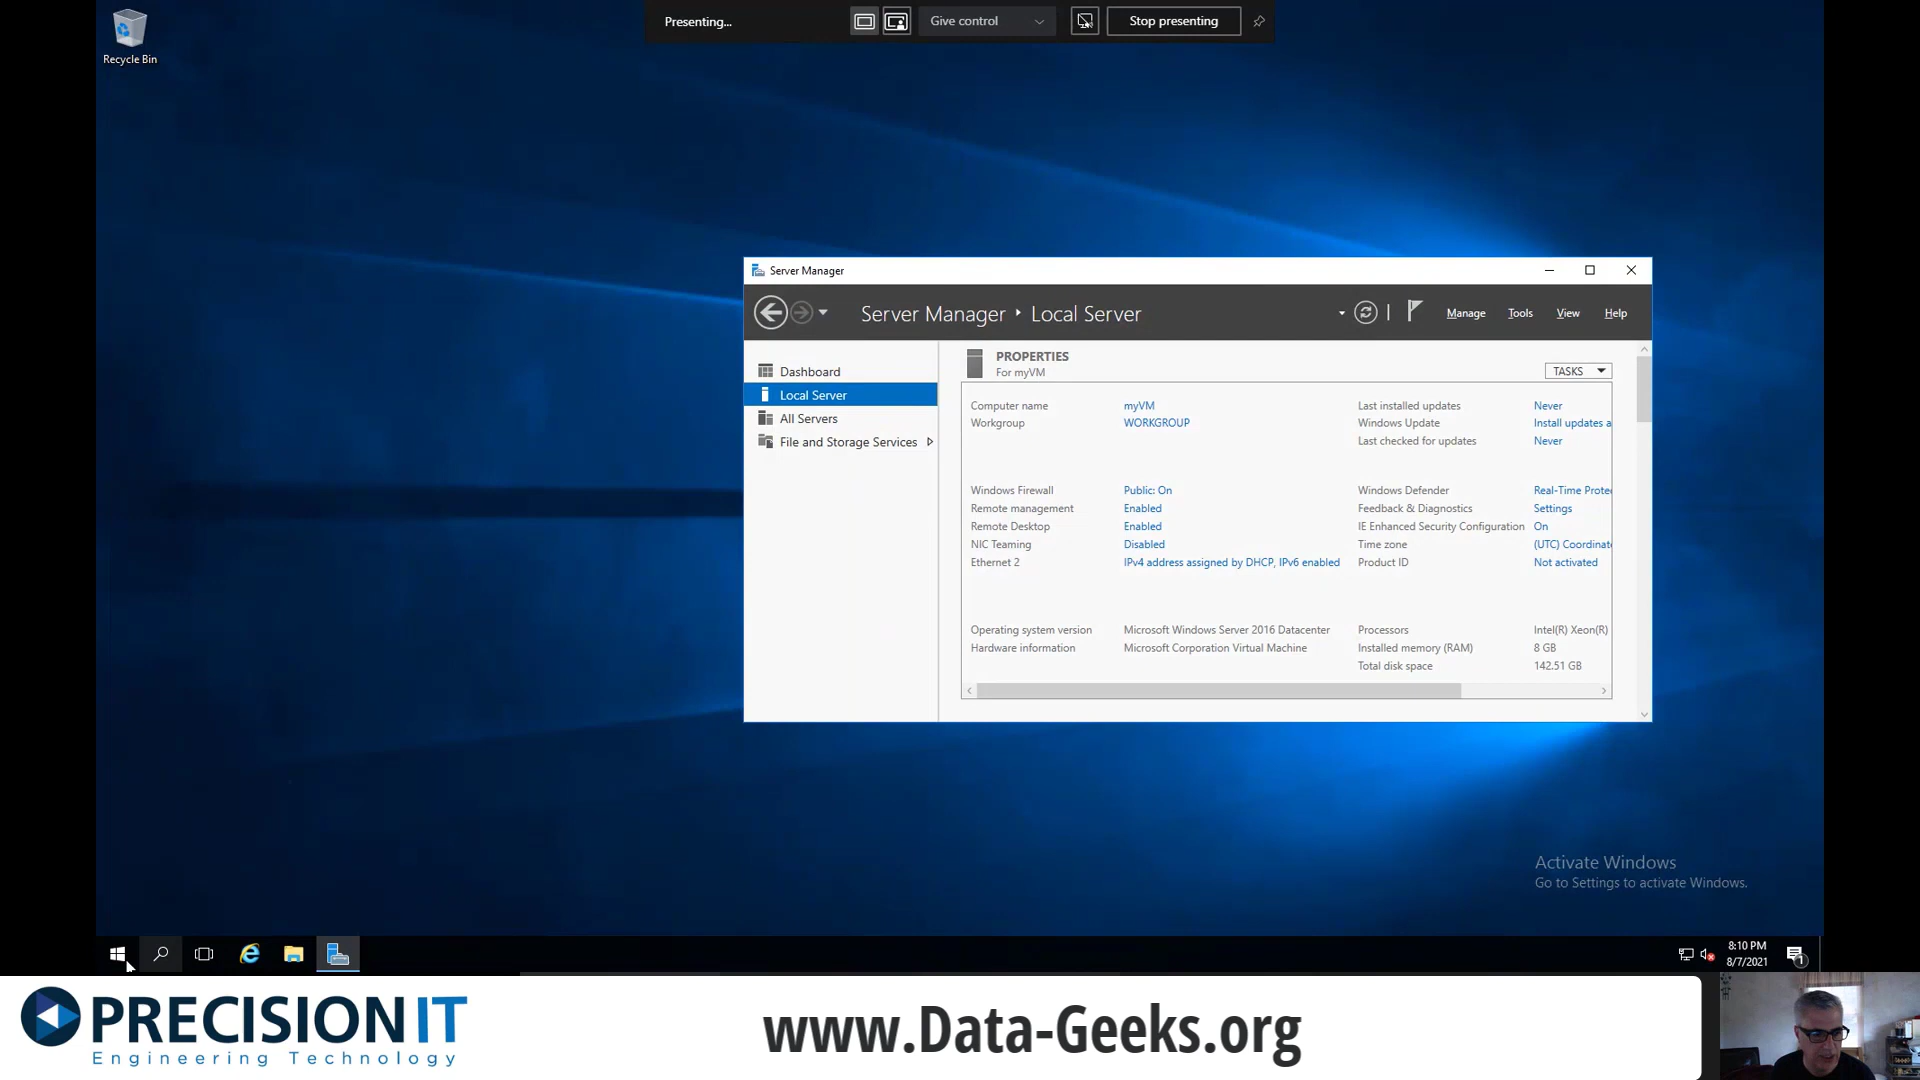 Presenting...
Give control
Stop presenting
Recycle Bin
Server Manager
Server Manager ‣ Local Server
Manage
Tools
View
Help
Dashboard
Local Server
All Servers
File and Storage Services
PROPERTIES
For myVM
TASKS
Computer name myVM
Workgroup WORKGROUP
Last installed updates Never
Windows Update Install updates a
Last checked for updates Never
Windows Firewall Public: On
Remote management Enabled
Remote Desktop Enabled
NIC Teaming Disabled
Ethernet 2 IPv4 address assigned by DHCP, IPv6 enabled
Windows Defender Real-Time Prote
Feedback & Diagnostics Settings
IE Enhanced Security Configuration On
Time zone (UTC) Coordinat
Product ID Not activated
Operating system version Microsoft Windows Server 2016 Datacenter
Hardware information Microsoft Corporation Virtual Machine
Processors Intel(R) Xeon(R)
Installed memory (RAM) 8 GB
Total disk space 142.51 GB
Activate Windows
Go to Settings to activate Windows.
8:10 PM
8/7/2021
1
PRECISION IT
Engineering Technology
www.Data-Geeks.org